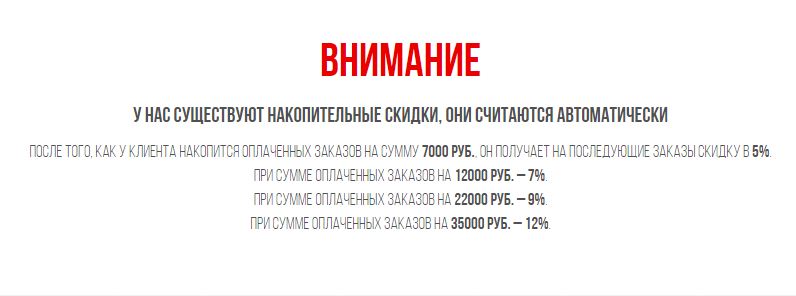 ВНИМАНИЕ
У НАС СУЩЕСТВУЮТ НАКОПИТЕЛЬНЫЕ СКИДКИ, ОНИ СЧИТАЮТСЯ АВТОМАТИЧЕСКИ
ПОСЛЕ ТОГО, КАК У КЛИЕНТА НАКОПИТСЯ ОПЛАЧЕННЫХ ЗАКАЗОВ НА СУММУ 7000 РУБ., ОН ПОЛУЧАЕТ НА ПОСЛЕДУЮЩИЕ ЗАКАЗЫ СКИДКУ В 5%.
ПРИ СУММЕ ОПЛАЧЕННЫХ ЗАКАЗОВ НА 12000 РУБ. – 7%.
ПРИ СУММЕ ОПЛАЧЕННЫХ ЗАКАЗОВ НА 22000 РУБ. – 9%.
ПРИ СУММЕ ОПЛАЧЕННЫХ ЗАКАЗОВ НА 35000 РУБ. – 12%.